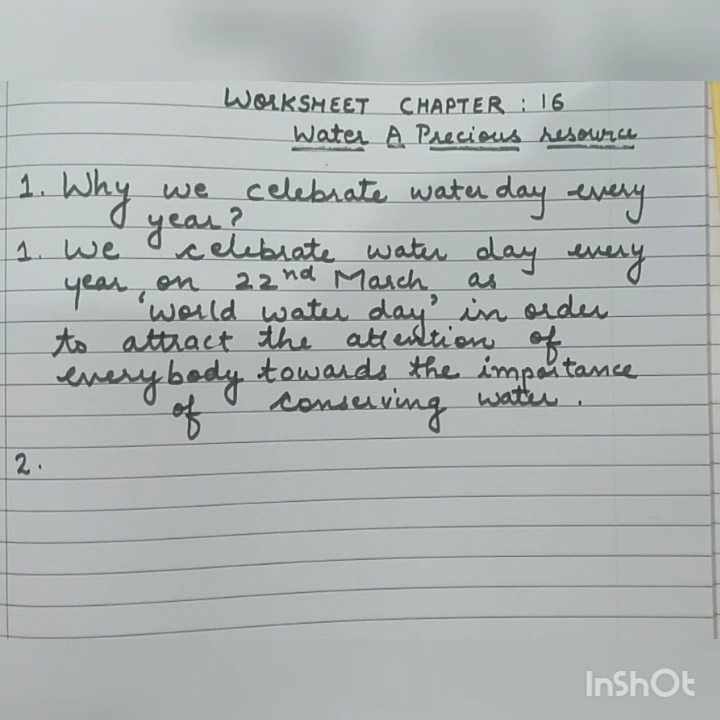 WORKSHEET CHAPTER : 16
Water A Precious resource
1. Why we celebrate water day every
year?
1. We celebrate water day every
year, on 22nd March as
'world water day' in order
to attract the attention of
everybody towards the importance
of conserving water.
2.
InShOt